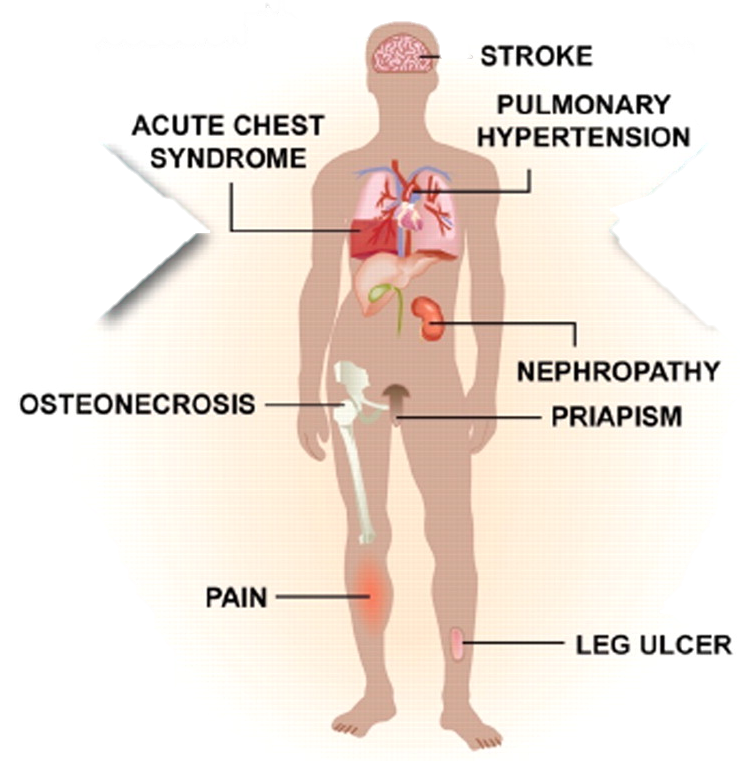 STROKE
PULMONARY
HYPERTENSION
ACUTE CHEST
SYNDROME
NEPHROPATHY
OSTEONECROSIS
PRIAPISM
PAIN
LEG ULCER